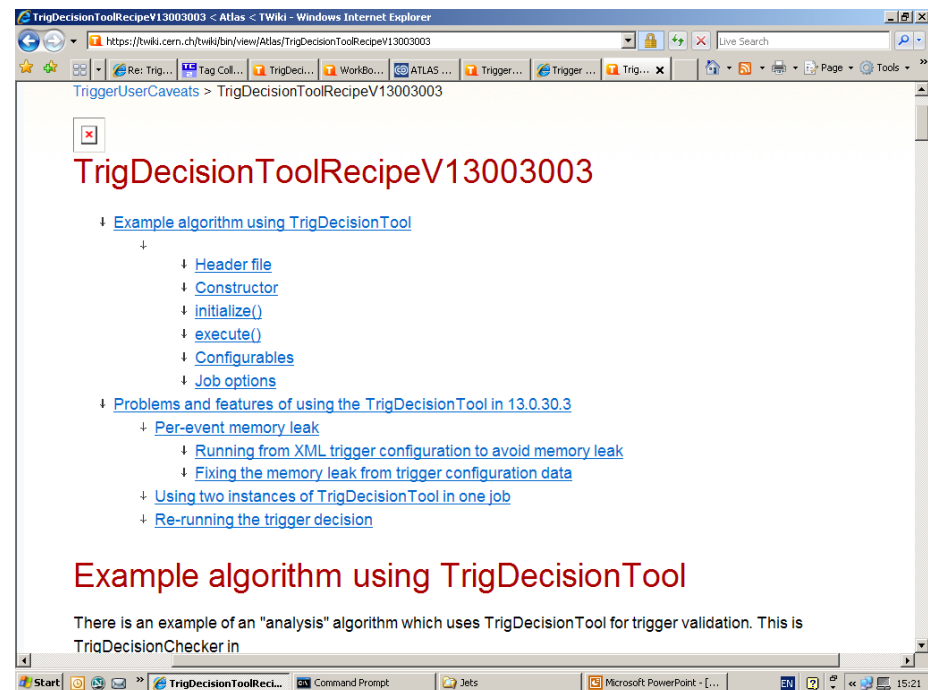 TrigDecisionToolRecipeV13003003 < Atlas < TWiki - Windows Internet Explorer
https://twiki.cern.ch/twiki/bin/view/Atlas/TrigDecisionToolRecipeV13003003
Live Search
Re: Trig... Tag Coll... TrigDeci... WorkBo... ATLAS ... Trigger... Trigger ... Trig... Page Tools
TriggerUserCaveats > TrigDecisionToolRecipeV13003003
TrigDecisionToolRecipeV13003003
Example algorithm using TrigDecisionTool
Header file
Constructor
initialize()
execute()
Configurables
Job options
Problems and features of using the TrigDecisionTool in 13.0.30.3
Per-event memory leak
Running from XML trigger configuration to avoid memory leak
Fixing the memory leak from trigger configuration data
Using two instances of TrigDecisionTool in one job
Re-running the trigger decision
Example algorithm using TrigDecisionTool
There is an example of an "analysis" algorithm which uses TrigDecisionTool for trigger validation. This is
TrigDecisionChecker in
Start TrigDecisionToolReci... Command Prompt Jets Microsoft PowerPoint - [... EN 15:21